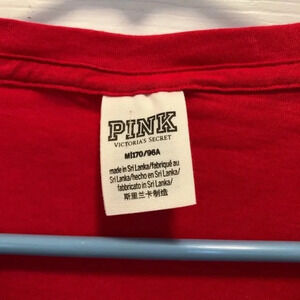 PINK
VICTORIA'S SECRET
M/170/96A
made in Sri Lanka/fabriqué au
Sri Lanka/hecho en Sri Lanka/
fabbricato in Sri Lanka/
斯里兰卡制造